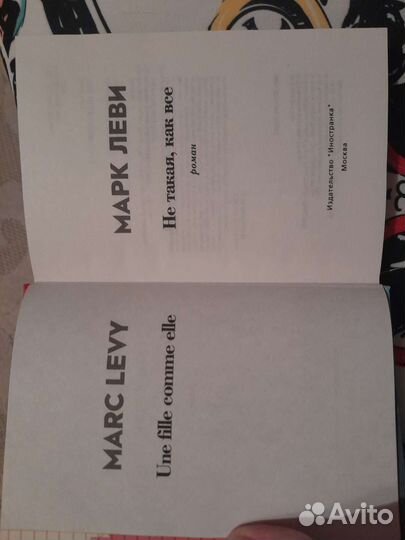 MARC LEVY
Une fille comme elle
МАРК ЛЕВИ
Не такая, как все
роман
Издательство "Иностранка"
Москва
Avito